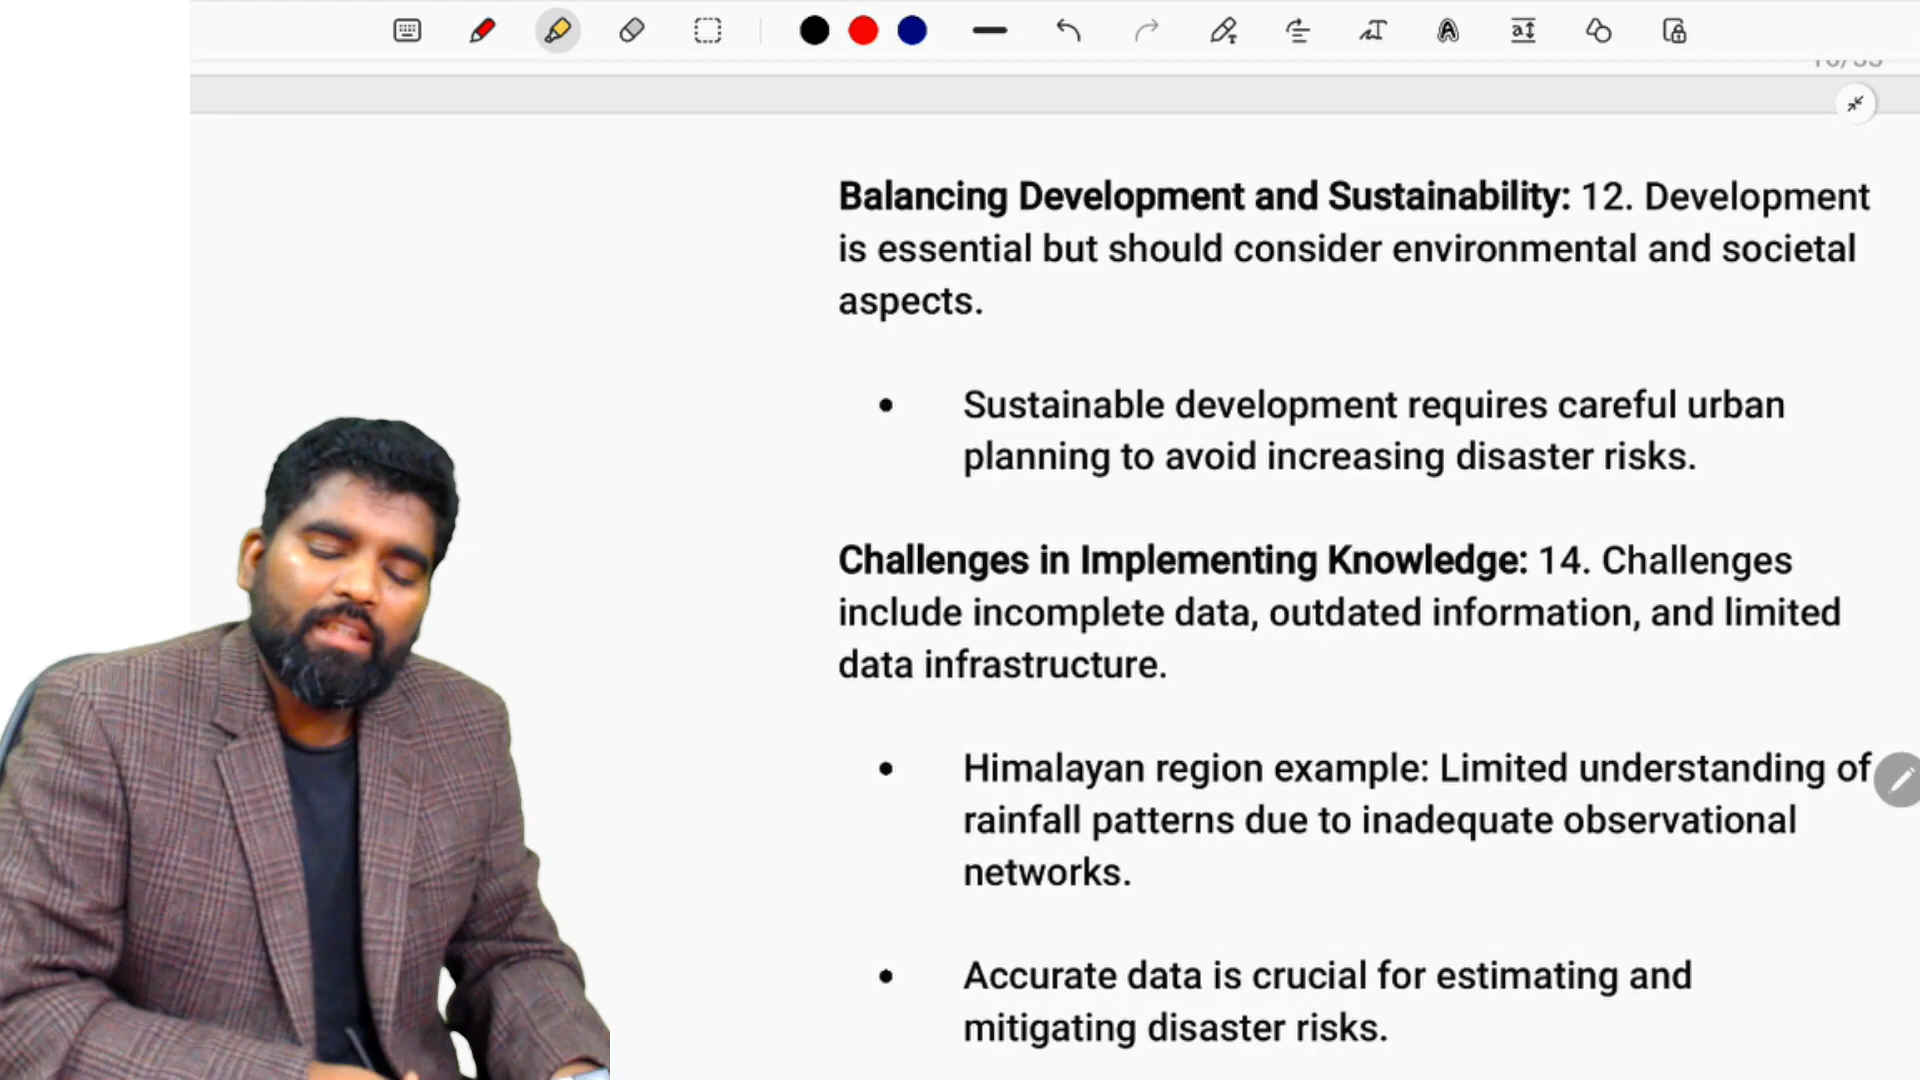 Balancing Development and Sustainability: 12. Development
is essential but should consider environmental and societal
aspects.
• Sustainable development requires careful urban
planning to avoid increasing disaster risks.
Challenges in Implementing Knowledge: 14. Challenges
include incomplete data, outdated information, and limited
data infrastructure.
• Himalayan region example: Limited understanding of
rainfall patterns due to inadequate observational
networks.
• Accurate data is crucial for estimating and
mitigating disaster risks.